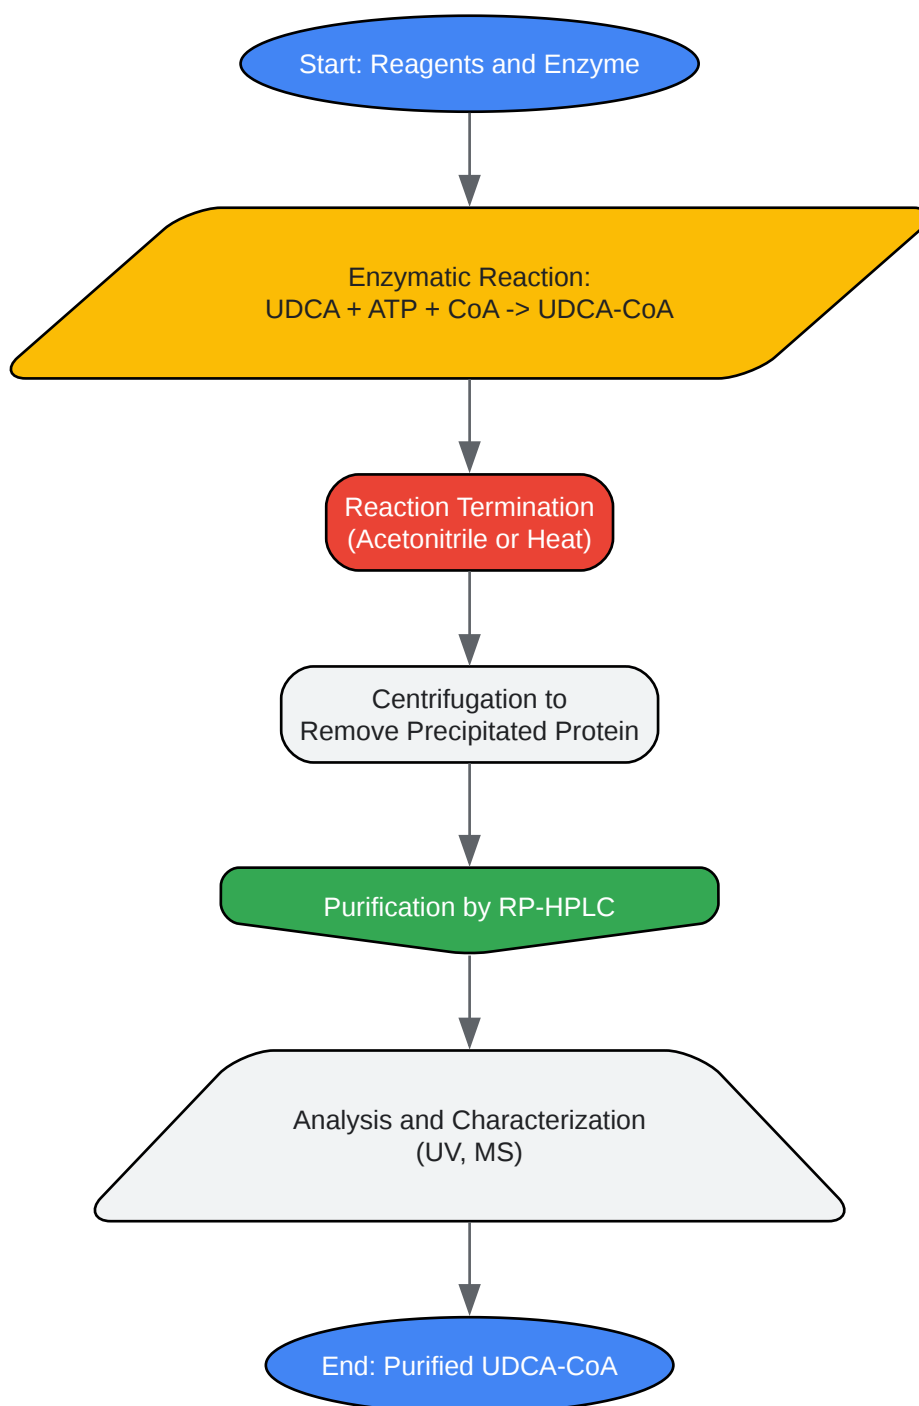 Start: Reagents and Enzyme
Enzymatic Reaction:
UDCA + ATP + CoA -> UDCA-CoA
Reaction Termination
(Acetonitrile or Heat)
Centrifugation to
Remove Precipitated Protein
Purification by RP-HPLC
Analysis and Characterization
(UV, MS)
End: Purified UDCA-CoA